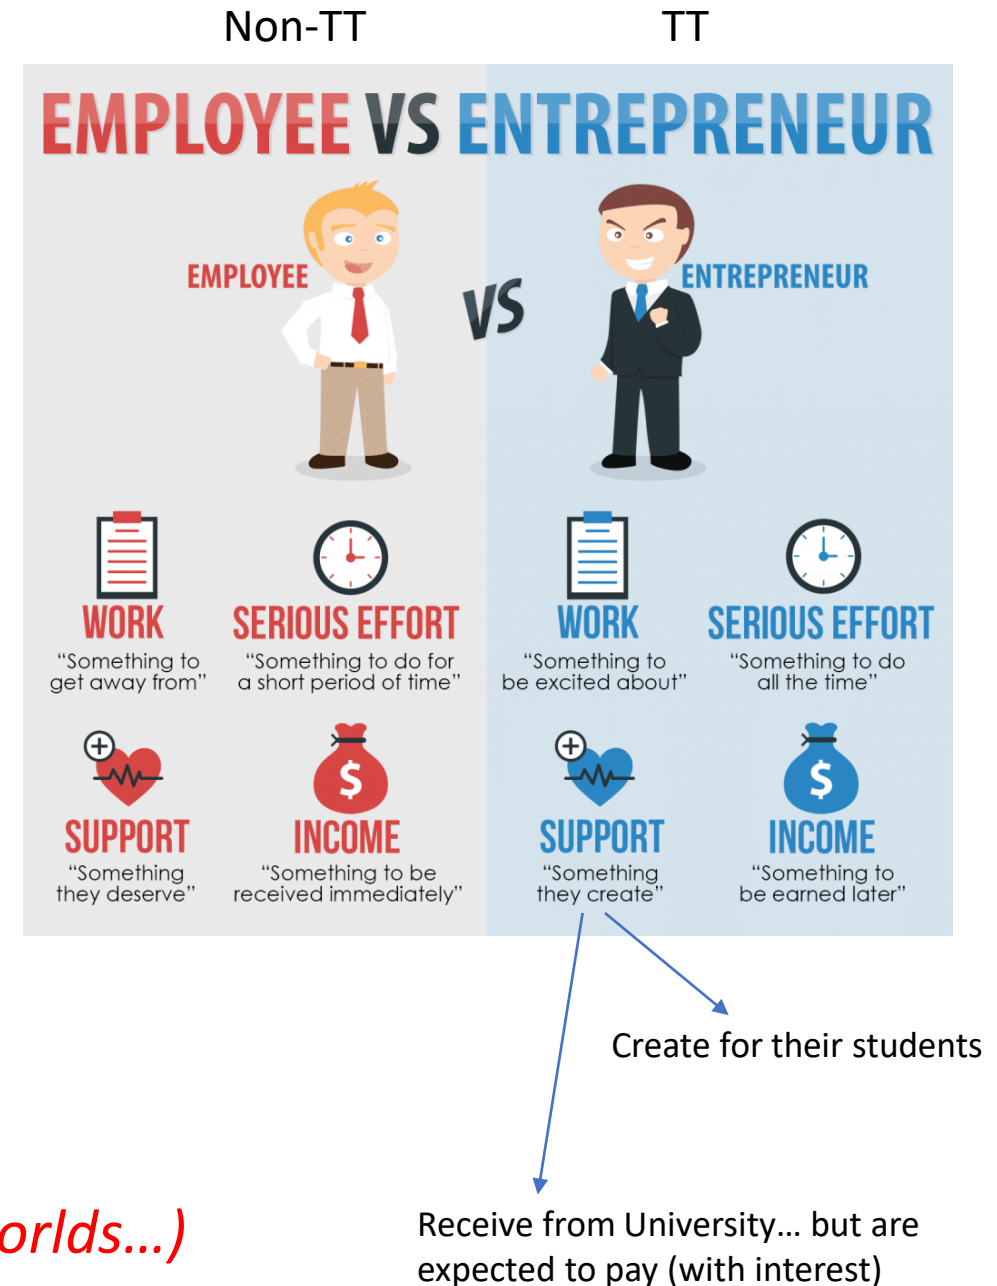 Non-TT TT
EMPLOYEE VS ENTREPRENEUR
EMPLOYEE
VS
ENTREPRENEUR
WORK
“Something to
get away from”
SERIOUS EFFORT
“Something to do for
a short period of time”
WORK
“Something to
be excited about”
SERIOUS EFFORT
“Something to do
all the time”
SUPPORT
“Something
they deserve”
INCOME
“Something to be
received immediately”
SUPPORT
“Something
they create”
INCOME
“Something to
be earned later”
Create for their students
orlds…)
Receive from University… but are
expected to pay (with interest)